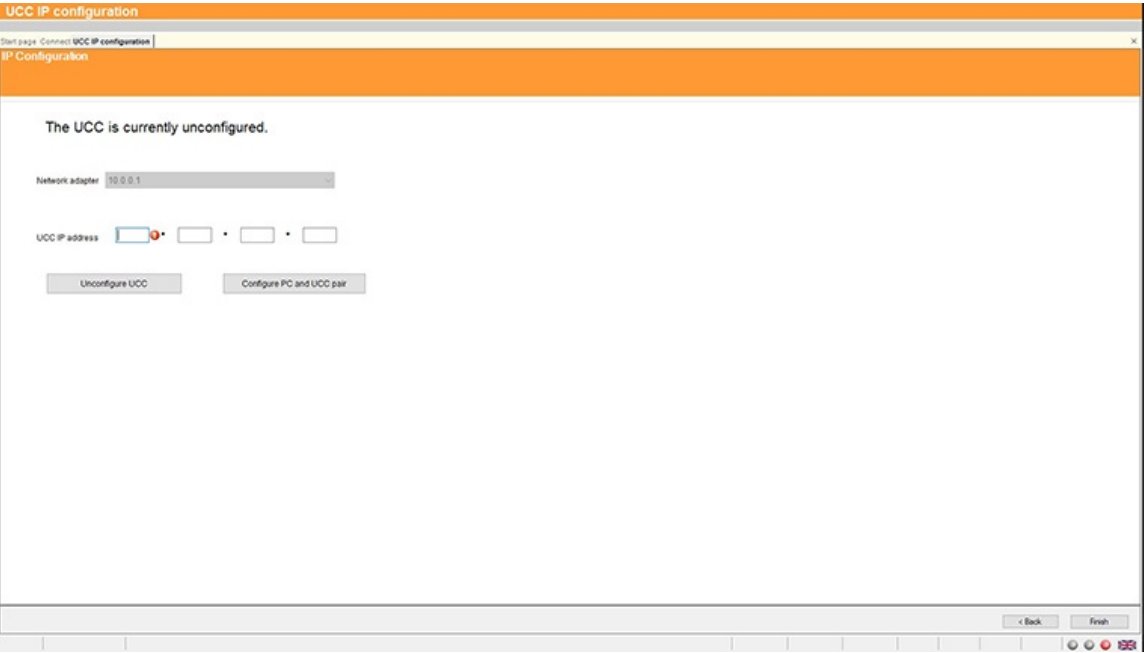 UCC IP configuration
Start page Connect UCC IP configuration
IP Configuration
The UCC is currently unconfigured.
Network adapter 10.0.0.1
UCC IP address
Unconfigure UCC Configure PC and UCC pair
< Back Finish